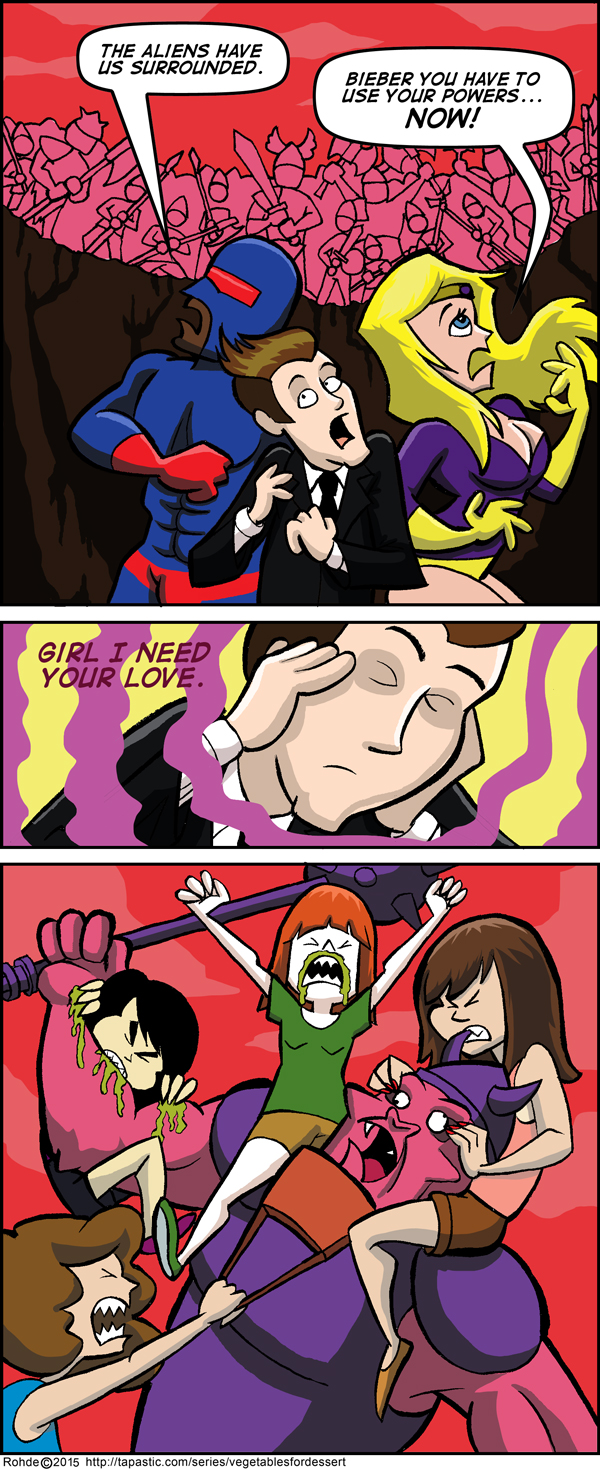 THE ALIENS HAVE
US SURROUNDED.
BIEBER YOU HAVE TO
USE YOUR POWERS...
NOW!
GIRL I NEED
YOUR LOVE.
Rohde©2015 http://tapastic.com/series/vegetablesfordessert